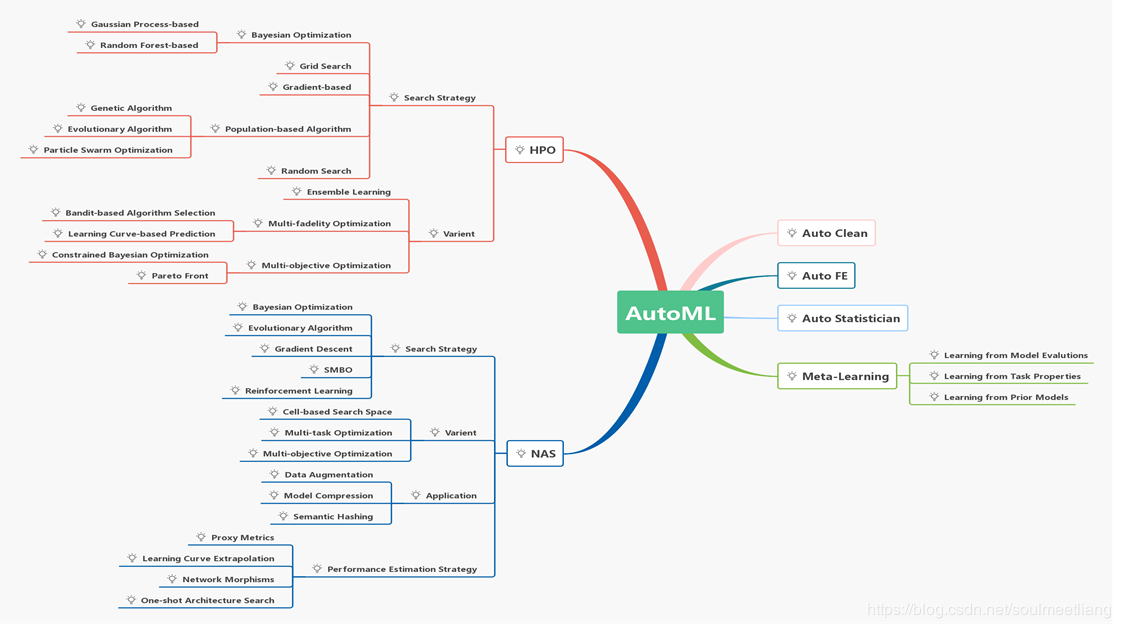 Gaussian Process-based
Random Forest-based
Bayesian Optimization
Grid Search
Gradient-based
Search Strategy
Genetic Algorithm
Evolutionary Algorithm
Particle Swarm Optimization
Population-based Algorithm
Random Search
HPO
Ensemble Learning
Bandit-based Algorithm Selection
Learning Curve-based Prediction
Multi-fadelity Optimization
Varient
Constrained Bayesian Optimization
Pareto Front
Multi-objective Optimization
Bayesian Optimization
Evolutionary Algorithm
Gradient Descent
SMBO
Reinforcement Learning
Search Strategy
Cell-based Search Space
Multi-task Optimization
Multi-objective Optimization
Varient
NAS
Data Augmentation
Model Compression
Semantic Hashing
Application
Proxy Metrics
Learning Curve Extrapolation
Network Morphisms
One-shot Architecture Search
Performance Estimation Strategy
AutoML
Auto Clean
Auto FE
Auto Statistician
Meta-Learning
Learning from Model Evalutions
Learning from Task Properties
Learning from Prior Models
https://blog.csdn.net/soulmeetliang